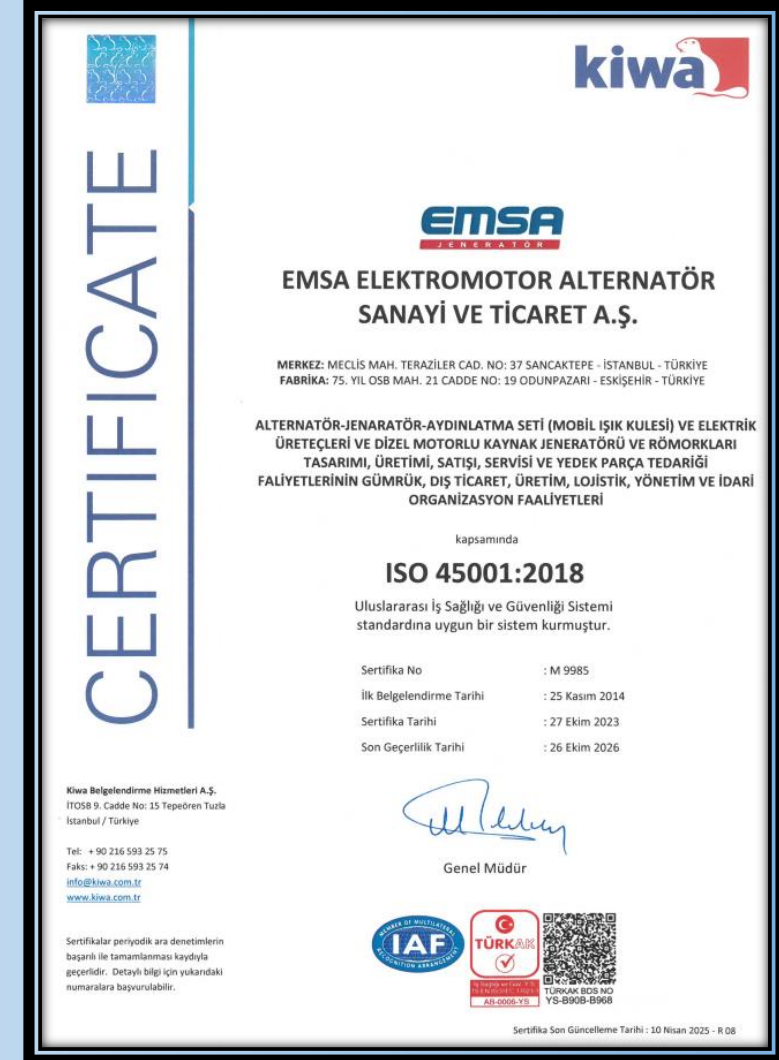 kiwa
CERTIFICATE
EMSA
JENERATÖR
EMSA ELEKTROMOTOR ALTERNATÖR
SANAYİ VE TİCARET A.Ş.
MERKEZ: MECLİS MAH. TERAZİLER CAD. NO: 37 SANCAKTEPE - İSTANBUL - TÜRKİYE
FABRİKA: 75. YIL OSB MAH. 21 CADDE NO: 19 ODUNPAZARI - ESKİŞEHİR - TÜRKİYE
ALTERNATÖR-JENARATÖR-AYDINLATMA SETİ (MOBİL IŞIK KULESİ) VE ELEKTRİK
ÜRETEÇLERİ VE DİZEL MOTORLU KAYNAK JENERATÖRÜ VE RÖMORKLARI
TASARIMI, ÜRETİMİ, SATIŞI, SERVİSİ VE YEDEK PARÇA TEDARİĞİ
FALİYETLERİNİN GÜMRÜK, DIŞ TİCARET, ÜRETİM, LOJİSTİK, YÖNETİM VE İDARİ
ORGANİZASYON FAALİYETLERİ
kapsamında
ISO 45001:2018
Uluslararası İş Sağlığı ve Güvenliği Sistemi
standardına uygun bir sistem kurmuştur.
Sertifika No : M 9985
İlk Belgelendirme Tarihi : 25 Kasım 2014
Sertifika Tarihi : 27 Ekim 2023
Son Geçerlilik Tarihi : 26 Ekim 2026
Kiwa Belgelendirme Hizmetleri A.Ş.
İTOSB 9. Cadde No: 15 Tepeören Tuzla
İstanbul / Türkiye
Tel: + 90 216 593 25 75
Faks: + 90 216 593 25 74
info@kiwa.com.tr
www.kiwa.com.tr
Genel Müdür
Sertifikalar periyodik ara denetimlerin
başarılı ile tamamlanması kaydıyla
geçerlidir. Detaylı bilgi için yukarıdaki
numaralara başvurulabilir.
MEMBER OF MULTILATERAL
IAF
RECOGNITION ARRANGEMENT
TÜRKAK
AB-0006-YS
TÜRKAK BDS NO
YS-B90B-B968
Sertifika Son Güncelleme Tarihi : 10 Nisan 2025 - R 08